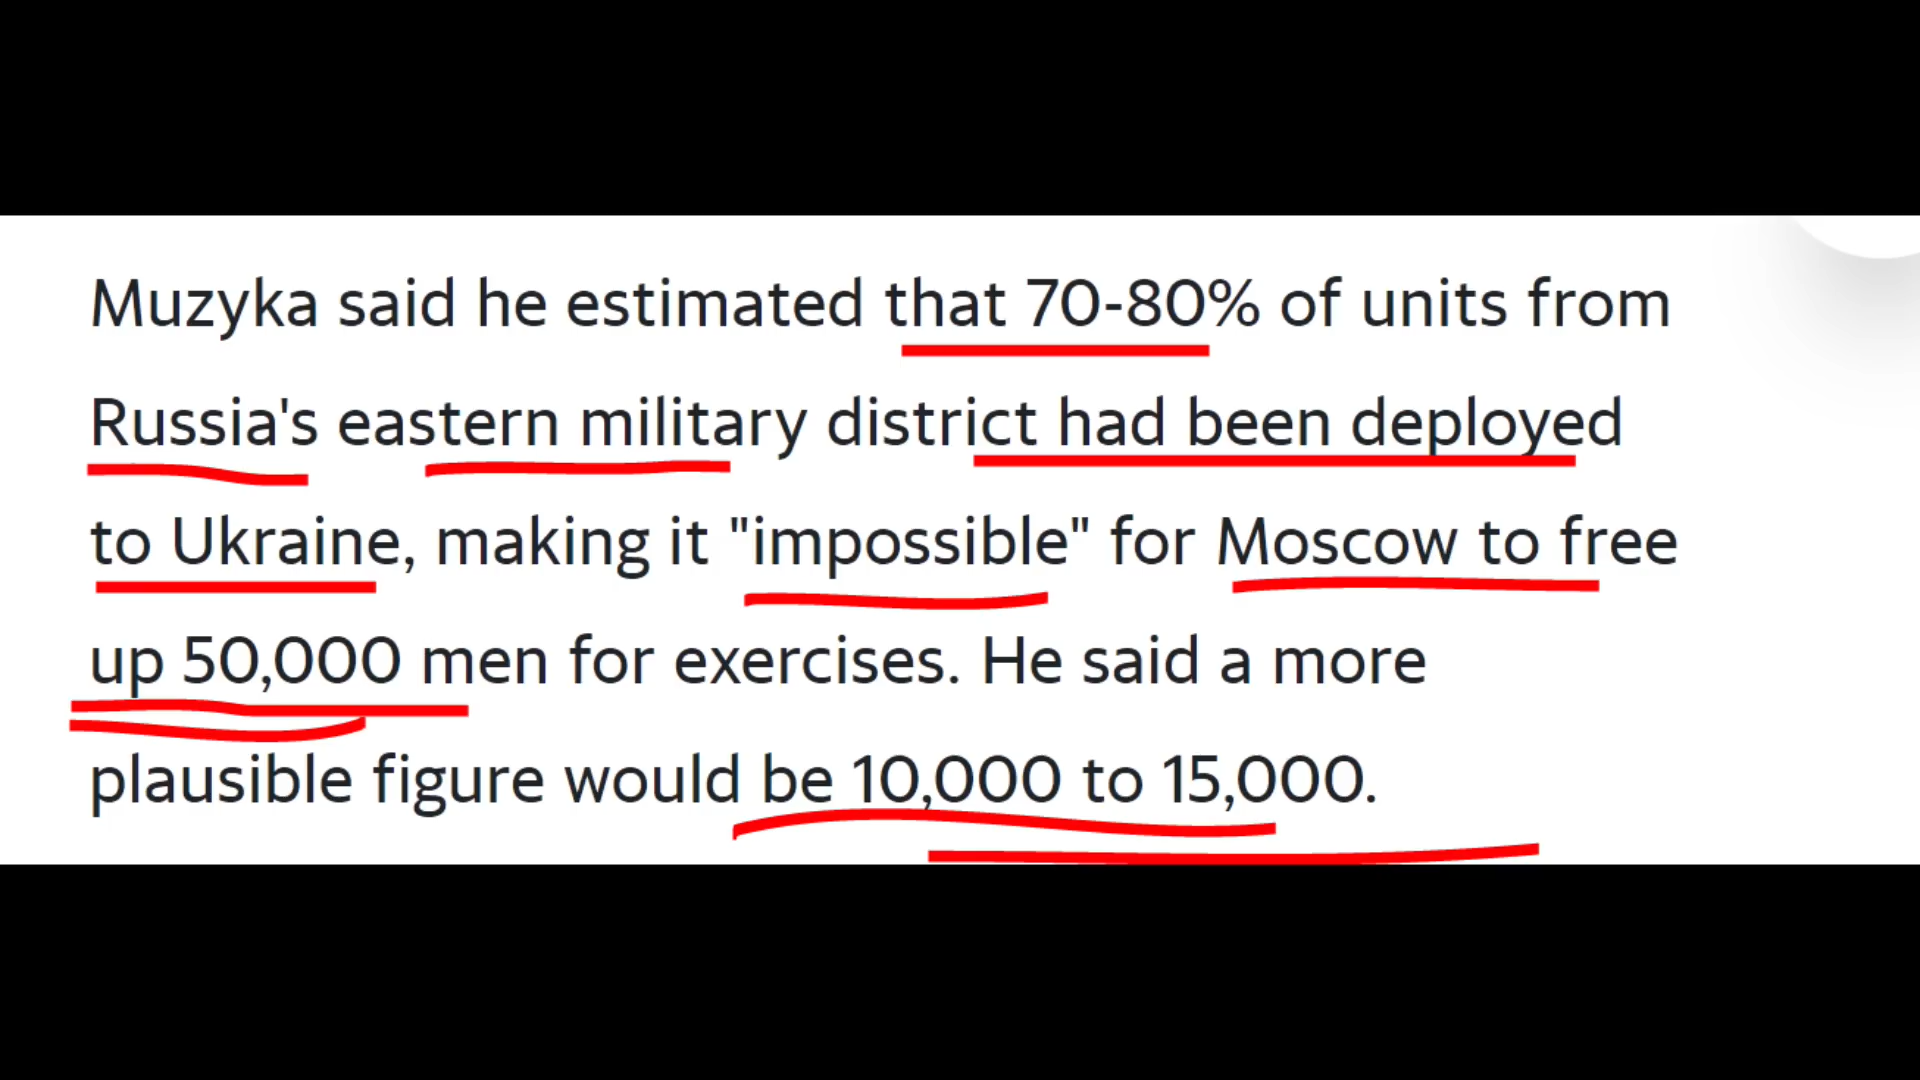 Muzyka said he estimated that 70-80% of units from
Russia's eastern military district had been deployed
to Ukraine, making it "impossible" for Moscow to free
up 50,000 men for exercises. He said a more
plausible figure would be 10,000 to 15,000.